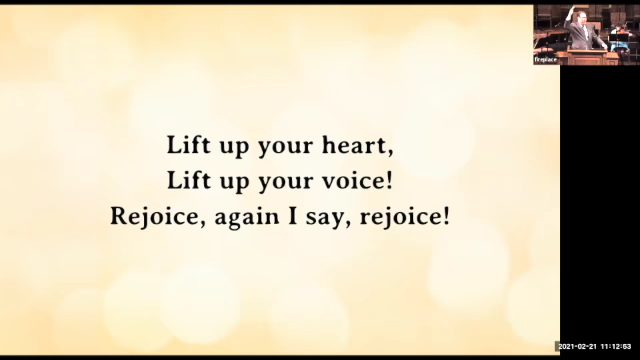 Lift up your heart,
Lift up your voice!
Rejoice, again I say, rejoice!
fireplace
2021-02-21 11:12:53